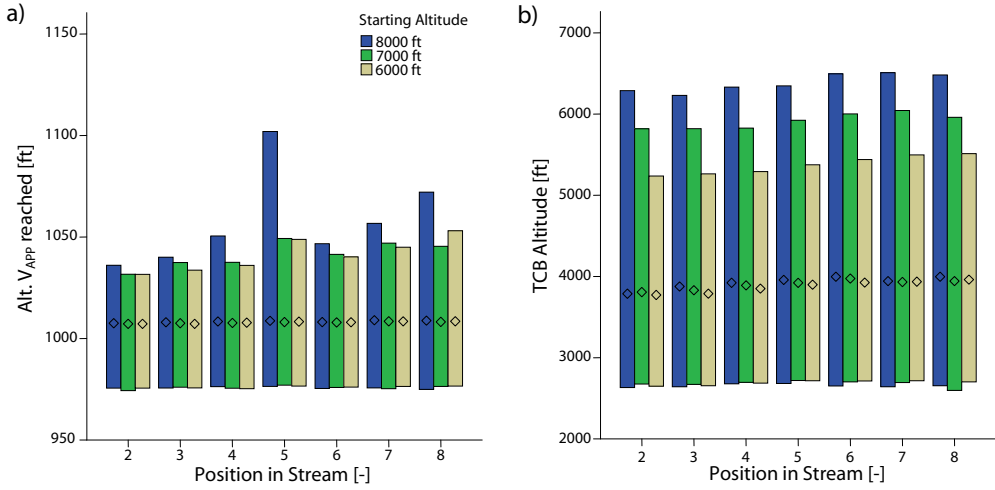 a)
Starting Altitude
8000 ft
7000 ft
6000 ft
Alt. VAPP reached [ft]
1150
1100
1050
1000
950
2 3 4 5 6 7 8
Position in Stream [-]
b)
TCB Altitude [ft]
7000
6000
5000
4000
3000
2000
2 3 4 5 6 7 8
Position in Stream [-]